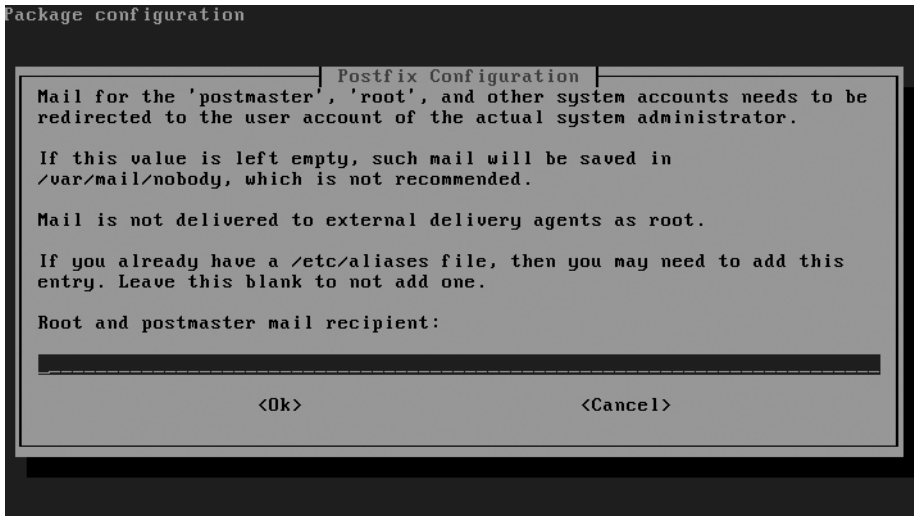 Package configuration
Postfix Configuration
Mail for the 'postmaster', 'root', and other system accounts needs to be
redirected to the user account of the actual system administrator.
If this value is left empty, such mail will be saved in
/var/mail/nobody, which is not recommended.
Mail is not delivered to external delivery agents as root.
If you already have a /etc/aliases file, then you may need to add this
entry. Leave this blank to not add one.
Root and postmaster mail recipient:
<Ok> <Cancel>